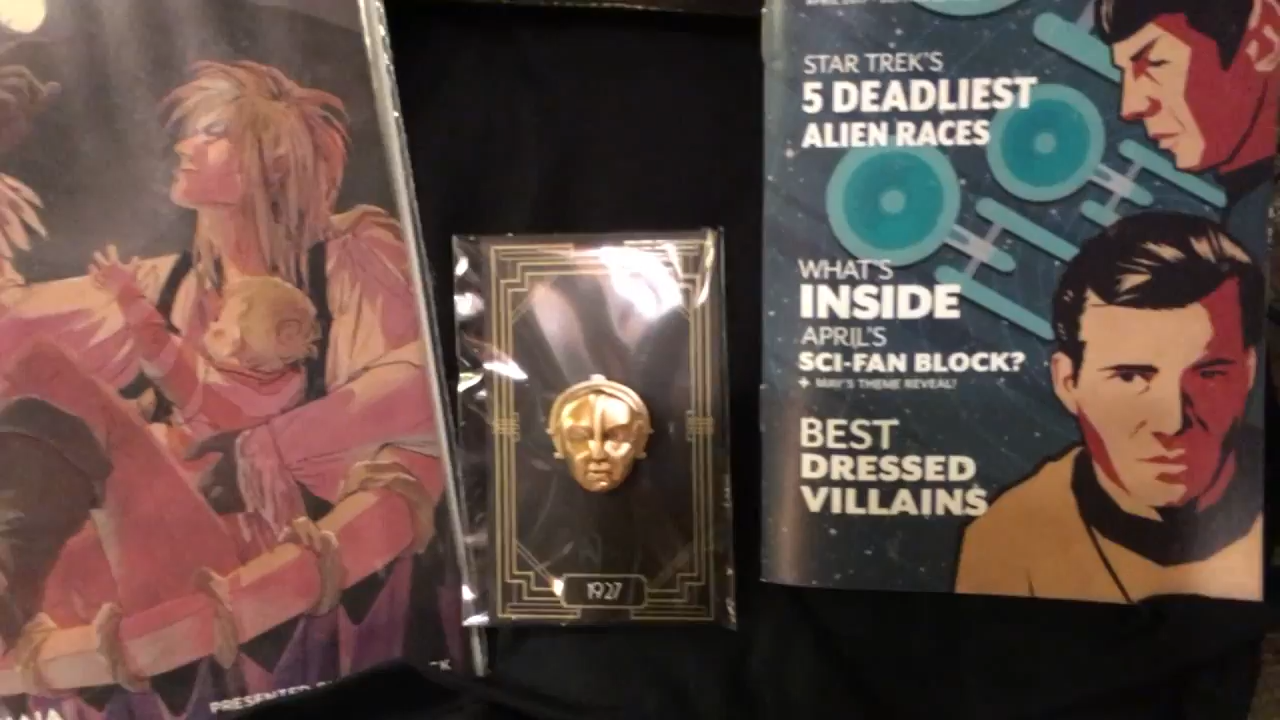 PRESENTED
1927
STAR TREK'S
5 DEADLIEST
ALIEN RACES
WHAT'S
INSIDE
APRIL'S
SCI-FAN BLOCK?
+ MAY'S THEME REVEAL!
BEST
DRESSED
VILLAINS